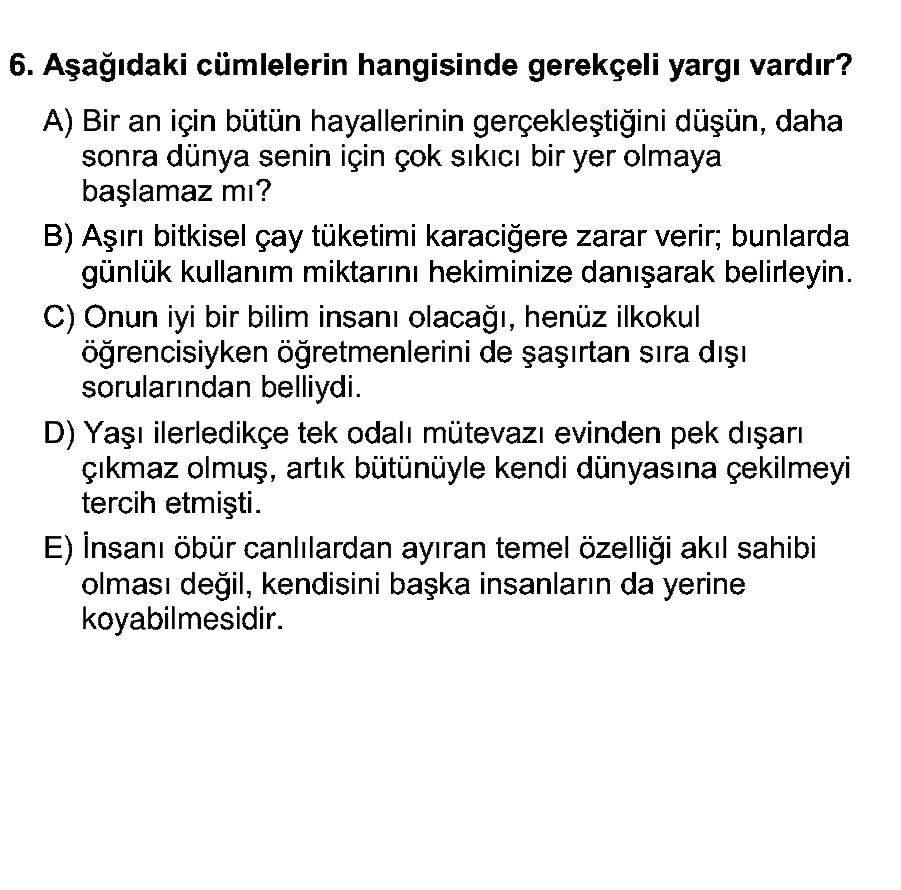 6. Aşağıdaki cümlelerin hangisinde gerekçeli yargı vardır?
A) Bir an için bütün hayallerinin gerçekleştiğini düşün, daha
sonra dünya senin için çok sıkıcı bir yer olmaya
başlamaz mı?
B) Aşırı bitkisel çay tüketimi karaciğere zarar verir; bunlarda
günlük kullanım miktarını hekiminize danışarak belirleyin.
C) Onun iyi bir bilim insanı olacağı, henüz ilkokul
öğrencisiyken öğretmenlerini de şaşırtan sıra dışı
sorularından belliydi.
D) Yaşı ilerledikçe tek odalı mütevazı evinden pek dışarı
çıkmaz olmuş, artık bütünüyle kendi dünyasına çekilmeyi
tercih etmişti.
E) İnsanı öbür canlılardan ayıran temel özelliği akıl sahibi
olması değil, kendisini başka insanların da yerine
koyabilmesidir.